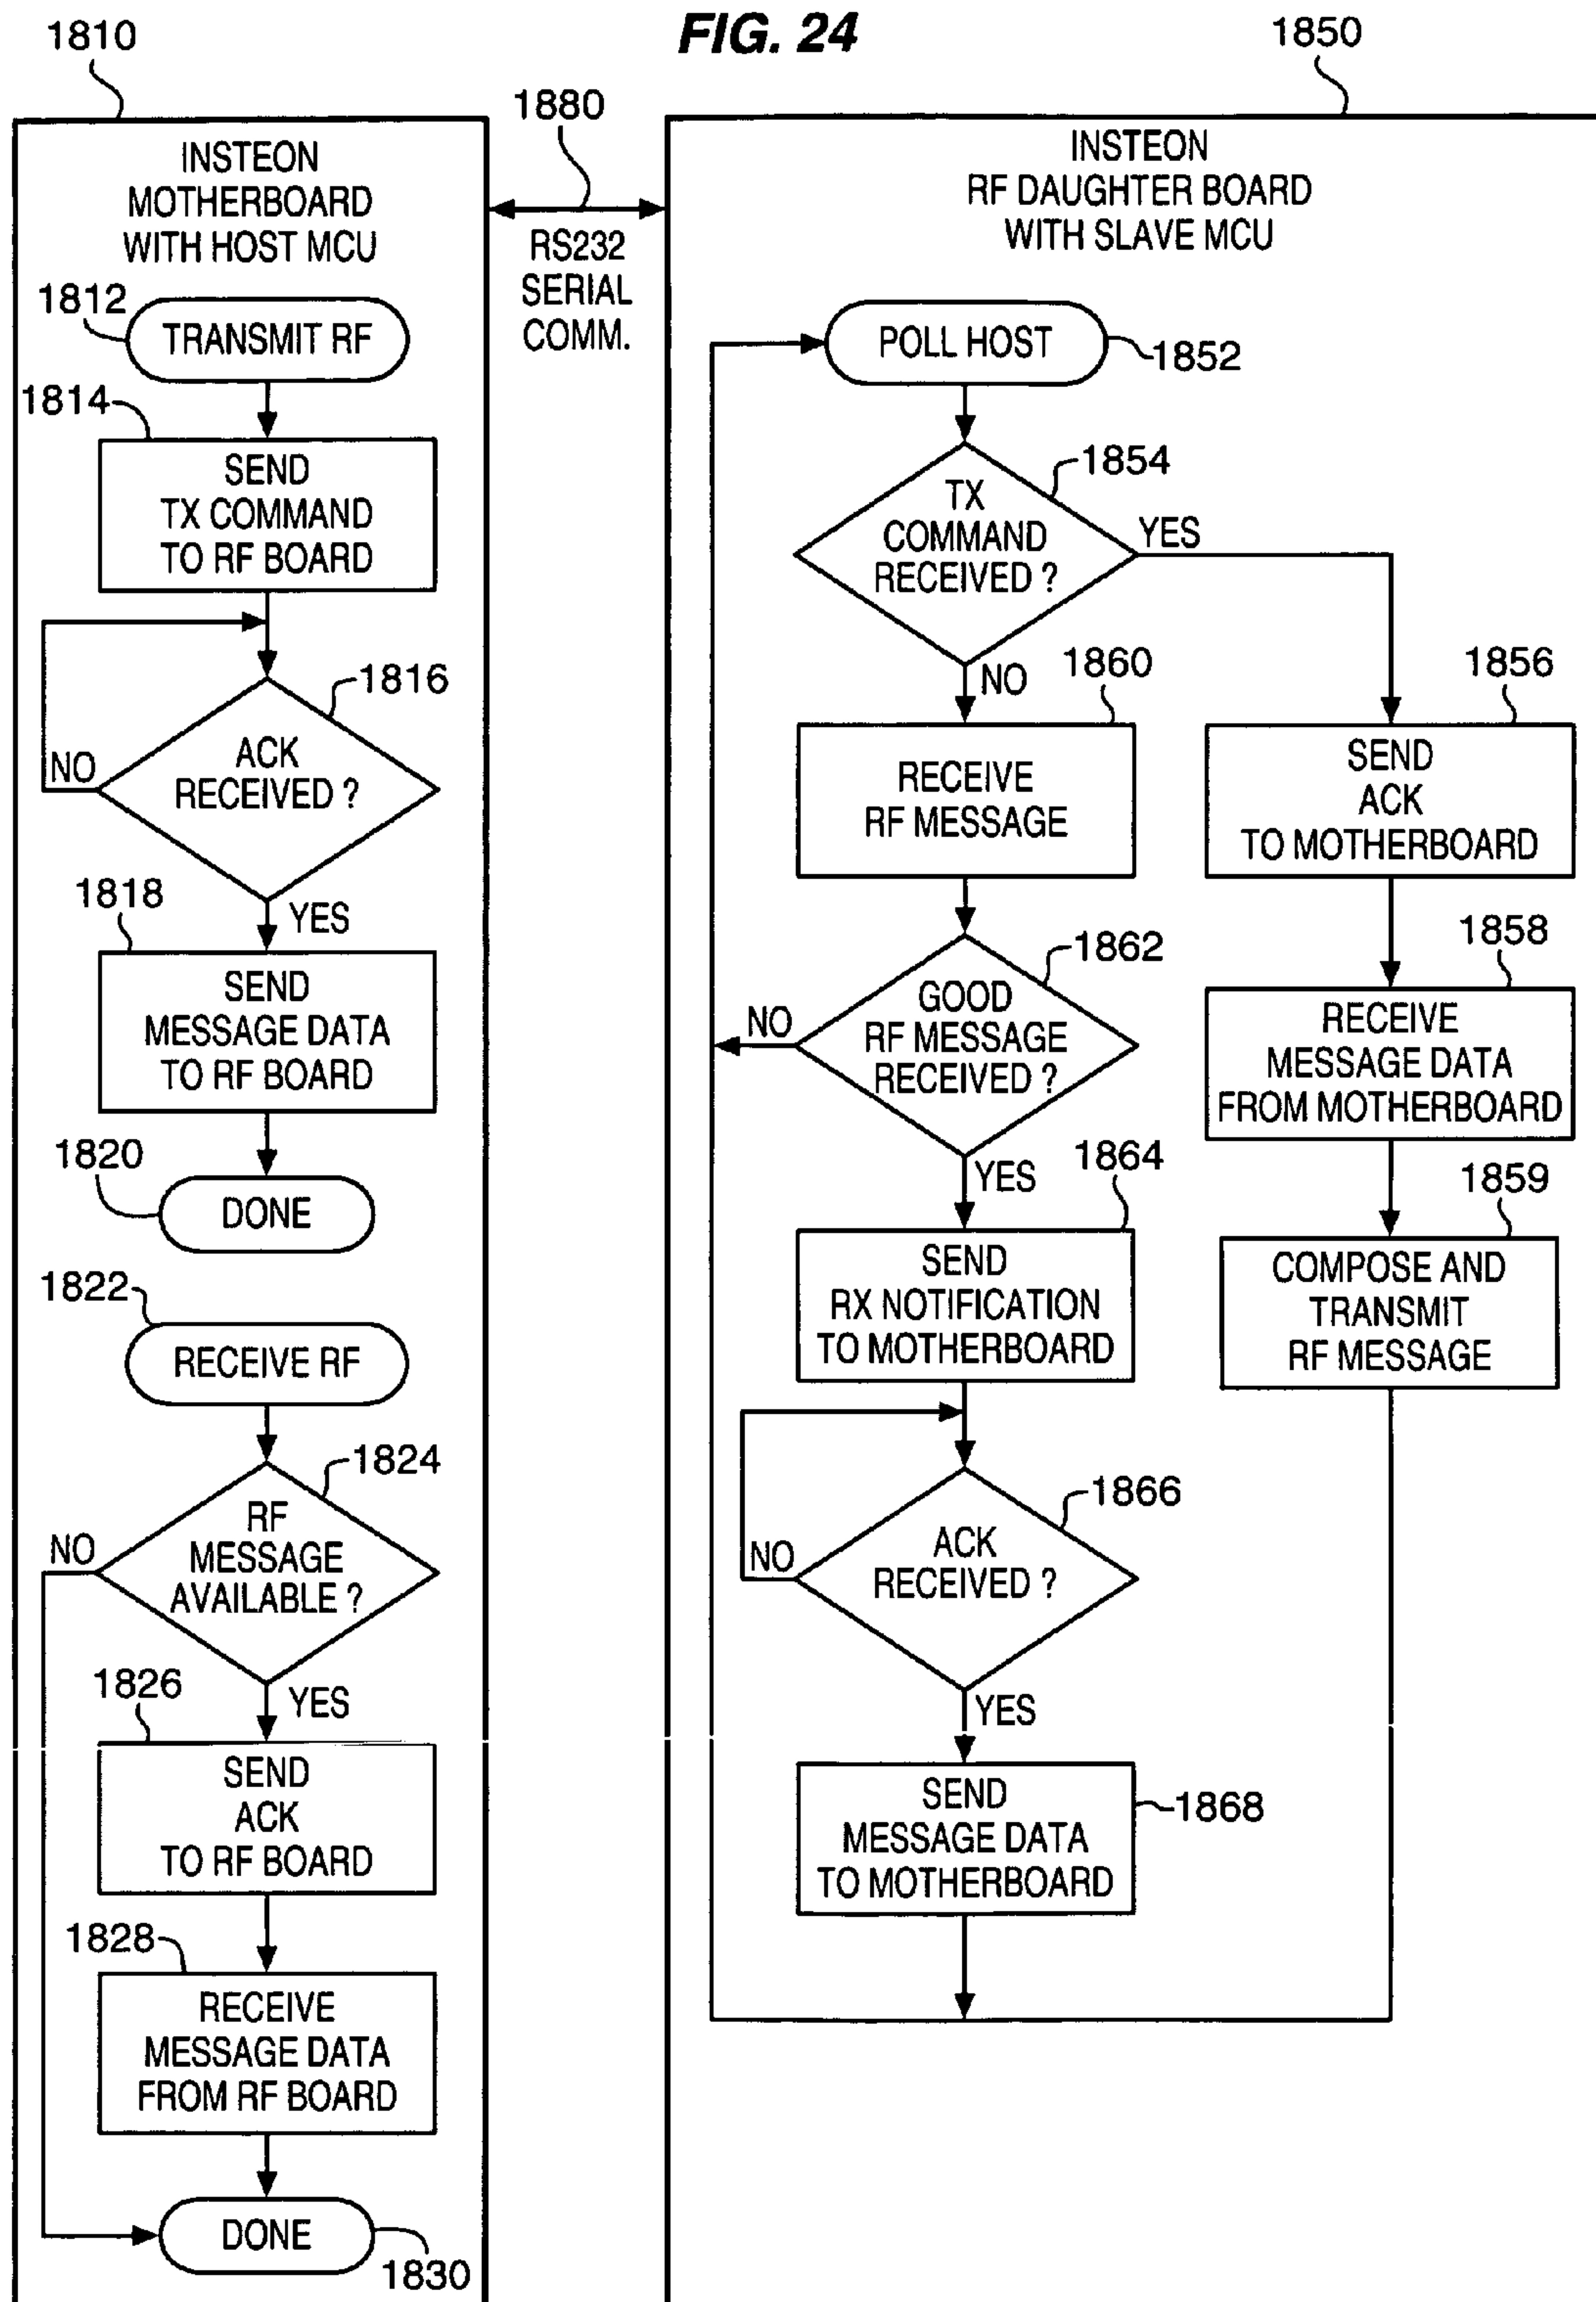 FIG. 24
1810
INSTEON
MOTHERBOARD
WITH HOST MCU
1812
TRANSMIT RF
1814
SEND
TX COMMAND
TO RF BOARD
1816
ACK
RECEIVED ?
NO
YES
1818
SEND
MESSAGE DATA
TO RF BOARD
1820
DONE
1822
RECEIVE RF
1824
RF
MESSAGE
AVAILABLE ?
NO
YES
1826
SEND
ACK
TO RF BOARD
1828
RECEIVE
MESSAGE DATA
FROM RF BOARD
DONE
1830
1880
RS232
SERIAL
COMM.
1850
INSTEON
RF DAUGHTER BOARD
WITH SLAVE MCU
POLL HOST
1852
1854
TX
COMMAND
RECEIVED ?
YES
NO
1860
RECEIVE
RF MESSAGE
1862
GOOD
RF MESSAGE
RECEIVED ?
NO
YES
1864
SEND
RX NOTIFICATION
TO MOTHERBOARD
1866
ACK
RECEIVED ?
NO
YES
SEND
MESSAGE DATA
TO MOTHERBOARD
1868
1856
SEND
ACK
TO MOTHERBOARD
1858
RECEIVE
MESSAGE DATA
FROM MOTHERBOARD
1859
COMPOSE AND
TRANSMIT
RF MESSAGE